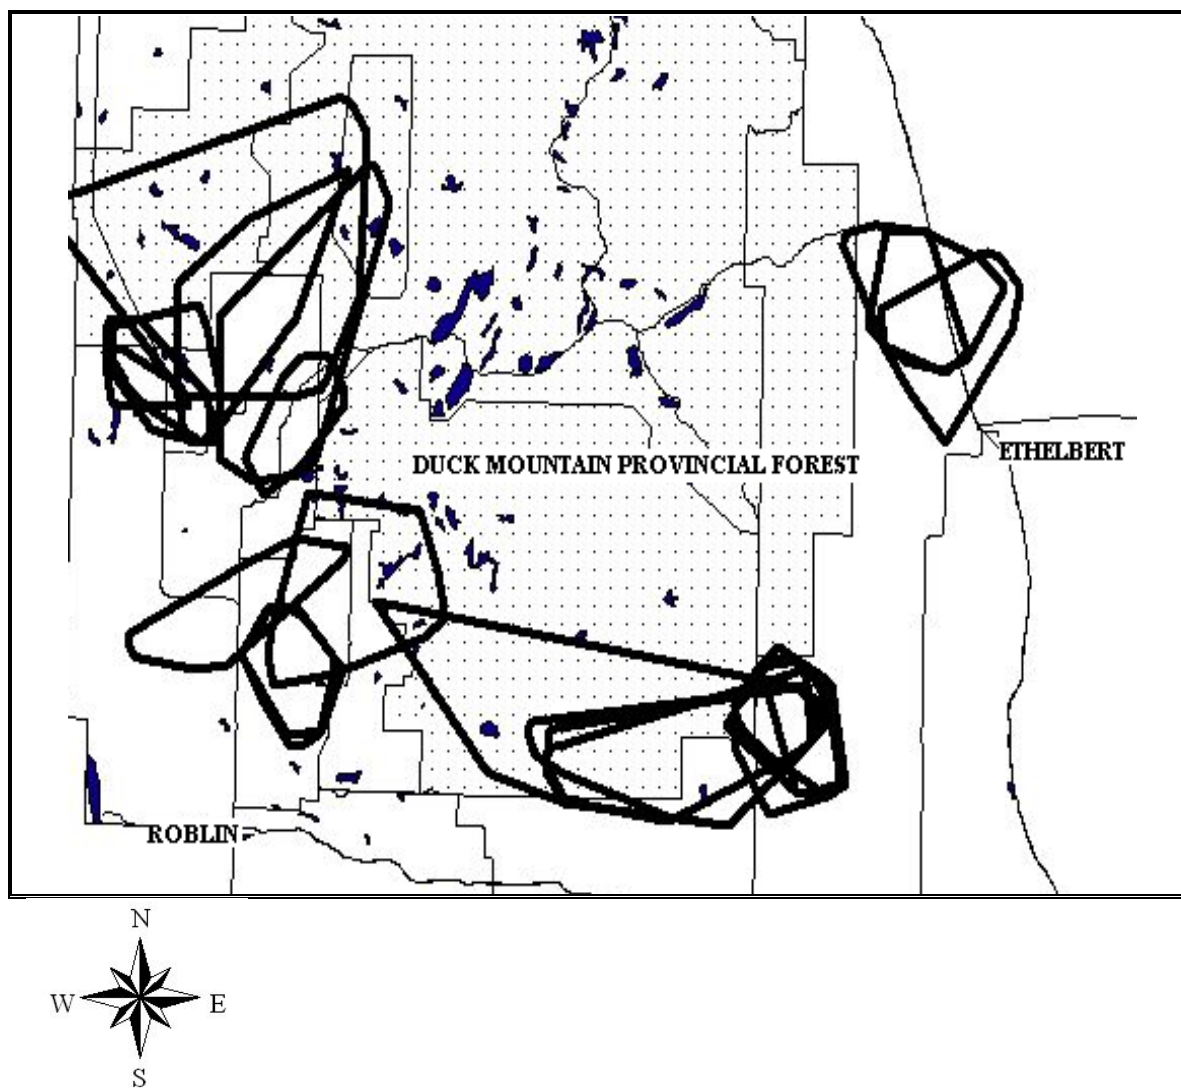 DUCK MOUNTAIN PROVINCIAL FOREST
ETHELBERT
ROBLIN
N
W E
S